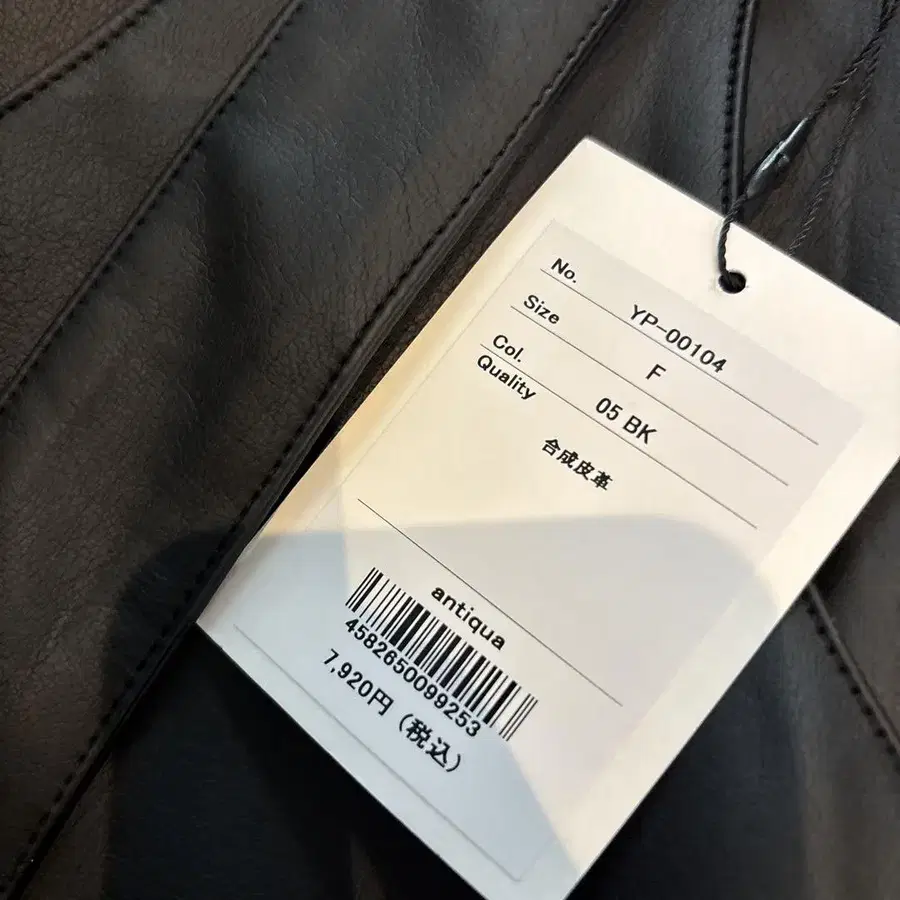 No. YP-00104
Size F
Col. 05 BK
Quality
合成皮革
antiqua
4582650099253
7,920円(税込)